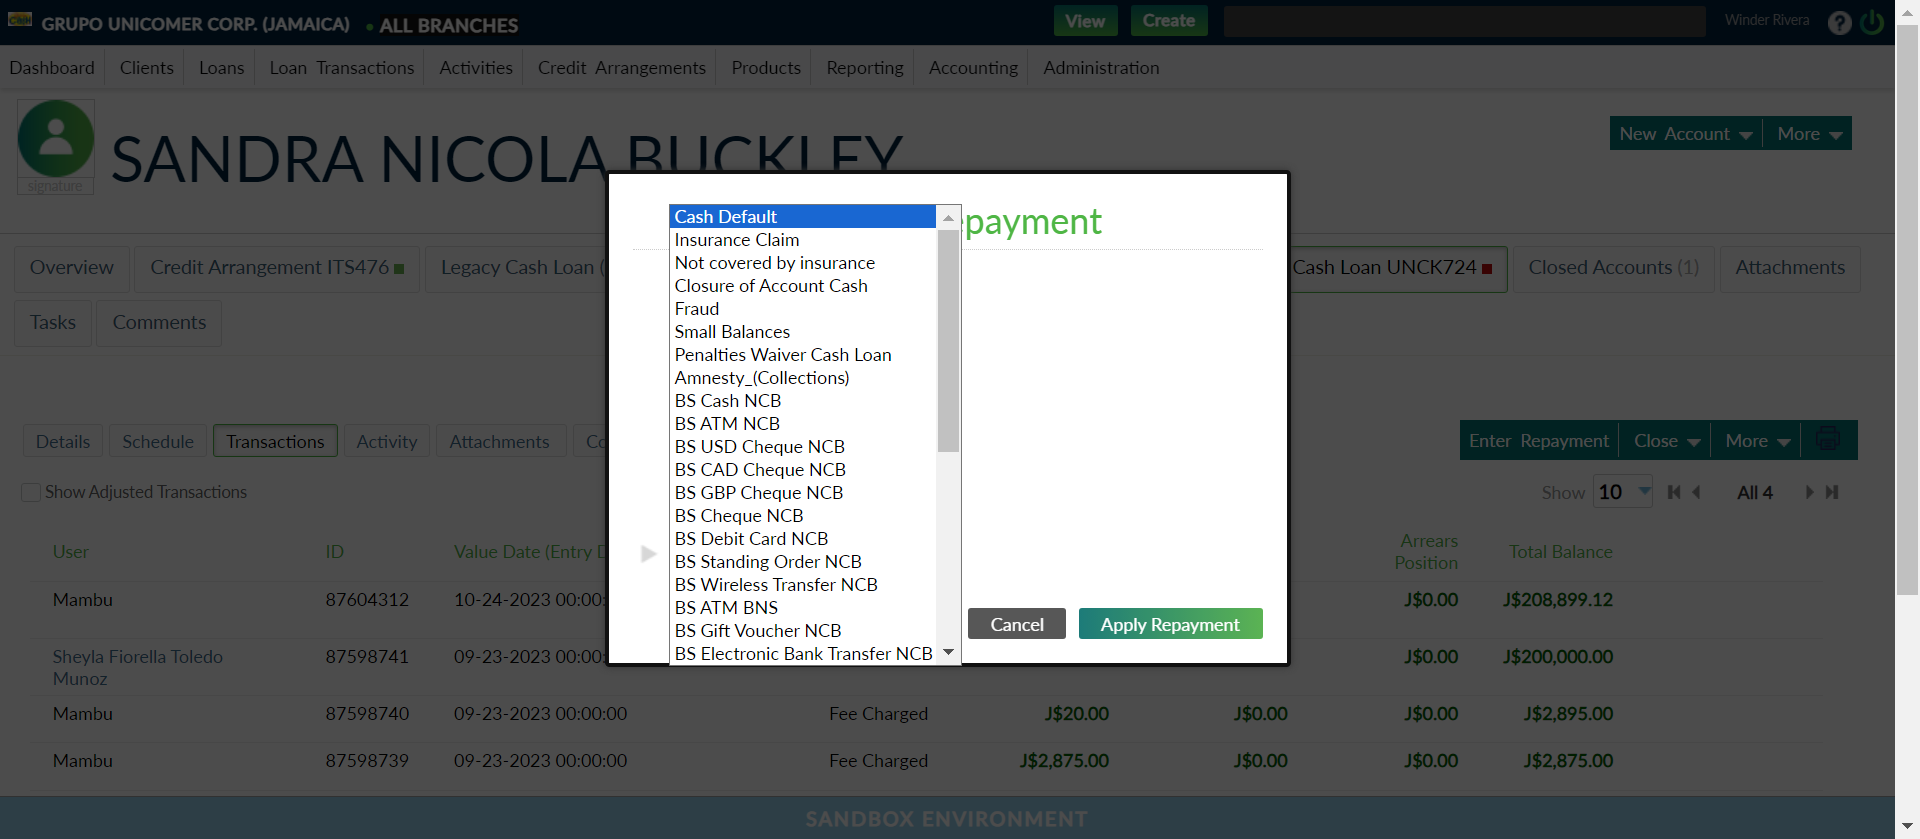 GRUPO UNICOMER CORP. (JAMAICA) • ALL BRANCHES
View Create Winder Rivera ?
Dashboard Clients Loans Loan Transactions Activities Credit Arrangements Products Reporting Accounting Administration
signature
SANDRA NICOLA BUCKLEY
New Account More
Overview Credit Arrangement ITS476 Legacy Cash Loan ( Cash Loan UNCK724 Closed Accounts (1) Attachments
Tasks Comments
epayment
Cash Default
Insurance Claim
Not covered by insurance
Closure of Account Cash
Fraud
Small Balances
Penalties Waiver Cash Loan
Amnesty_(Collections)
BS Cash NCB
BS ATM NCB
BS USD Cheque NCB
BS CAD Cheque NCB
BS GBP Cheque NCB
BS Cheque NCB
BS Debit Card NCB
BS Standing Order NCB
BS Wireless Transfer NCB
BS ATM BNS
BS Gift Voucher NCB
BS Electronic Bank Transfer NCB
Cancel Apply Repayment
Details Schedule Transactions Activity Attachments Co
Enter Repayment Close More
Show Adjusted Transactions
Show 10 All 4
User ID Value Date (Entry D Arrears Position Total Balance
Mambu 87604312 10-24-2023 00:00: J$0.00 J$208,899.12
Sheyla Fiorella Toledo 87598741 09-23-2023 00:00: J$0.00 J$200,000.00
Munoz
Mambu 87598740 09-23-2023 00:00:00 Fee Charged J$20.00 J$0.00 J$0.00 J$2,895.00
Mambu 87598739 09-23-2023 00:00:00 Fee Charged J$2,875.00 J$0.00 J$0.00 J$2,875.00
SANDBOX ENVIRONMENT